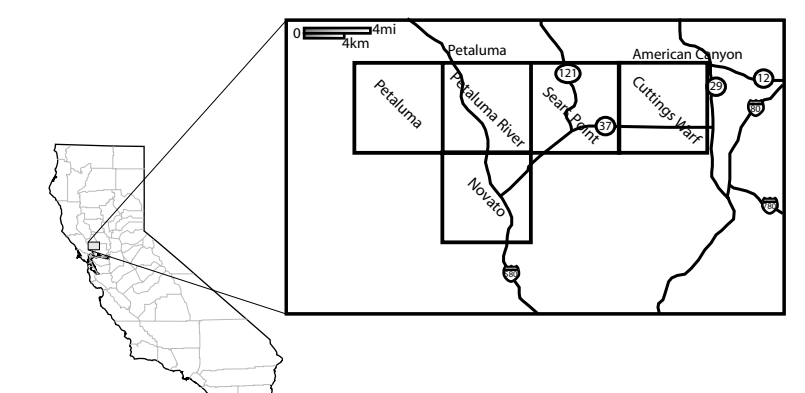 0
4mi
4km
Petaluma
American Canyon
121
12
29
80
Petaluma
Petaluma River
Sears Point
Cuttings Warf
37
Novato
780
580